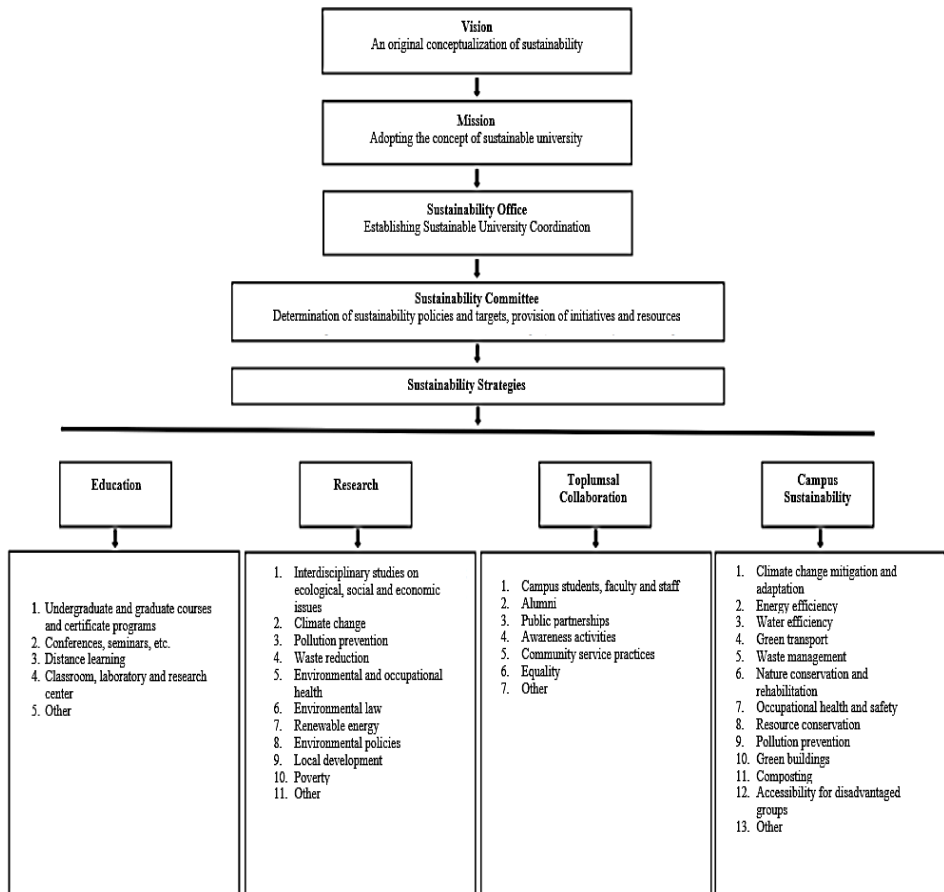 Vision
An original conceptualization of sustainability
Mission
Adopting the concept of sustainable university
Sustainability Office
Establishing Sustainable University Coordination
Sustainability Committee
Determination of sustainability policies and targets, provision of initiatives and resources
Sustainability Strategies
Education
1. Undergraduate and graduate courses
and certificate programs
2. Conferences, seminars, etc.
3. Distance learning
4. Classroom, laboratory and research
center
5. Other
Research
1. Interdisciplinary studies on
ecological, social and economic
issues
2. Climate change
3. Pollution prevention
4. Waste reduction
5. Environmental and occupational
health
6. Environmental law
7. Renewable energy
8. Environmental policies
9. Local development
10. Poverty
11. Other
Toplumsal
Collaboration
1. Campus students, faculty and staff
2. Alumni
3. Public partnerships
4. Awareness activities
5. Community service practices
6. Equality
7. Other
Campus
Sustainability
1. Climate change mitigation and
adaptation
2. Energy efficiency
3. Water efficiency
4. Green transport
5. Waste management
6. Nature conservation and
rehabilitation
7. Occupational health and safety
8. Resource conservation
9. Pollution prevention
10. Green buildings
11. Composting
12. Accessibility for disadvantaged
groups
13. Other